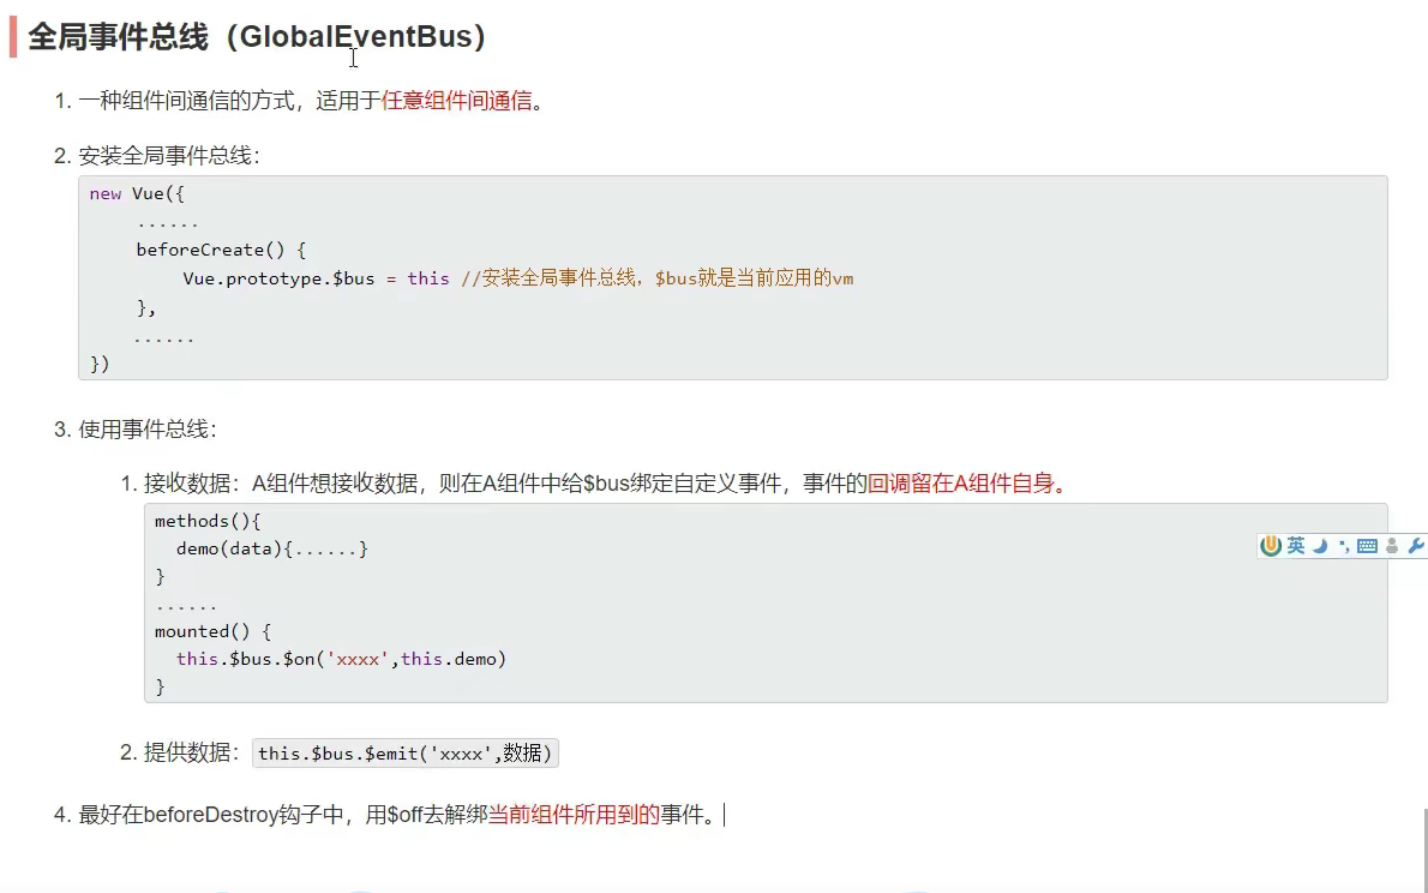 全局事件总线（GlobalEventBus）
1. 一种组件间通信的方式，适用于任意组件间通信。
2. 安装全局事件总线：
new Vue({
......
beforeCreate() {
Vue.prototype.$bus = this //安装全局事件总线，$bus就是当前应用的vm
},
......
})
3. 使用事件总线：
1. 接收数据：A组件想接收数据，则在A组件中给$bus绑定自定义事件，事件的回调留在A组件自身。
methods(){
demo(data){......}
}
......
mounted() {
this.$bus.$on('xxxx',this.demo)
}
2. 提供数据：this.$bus.$emit('xxxx',数据)
4. 最好在beforeDestroy钩子中，用$off去解绑当前组件所用到的事件。
英